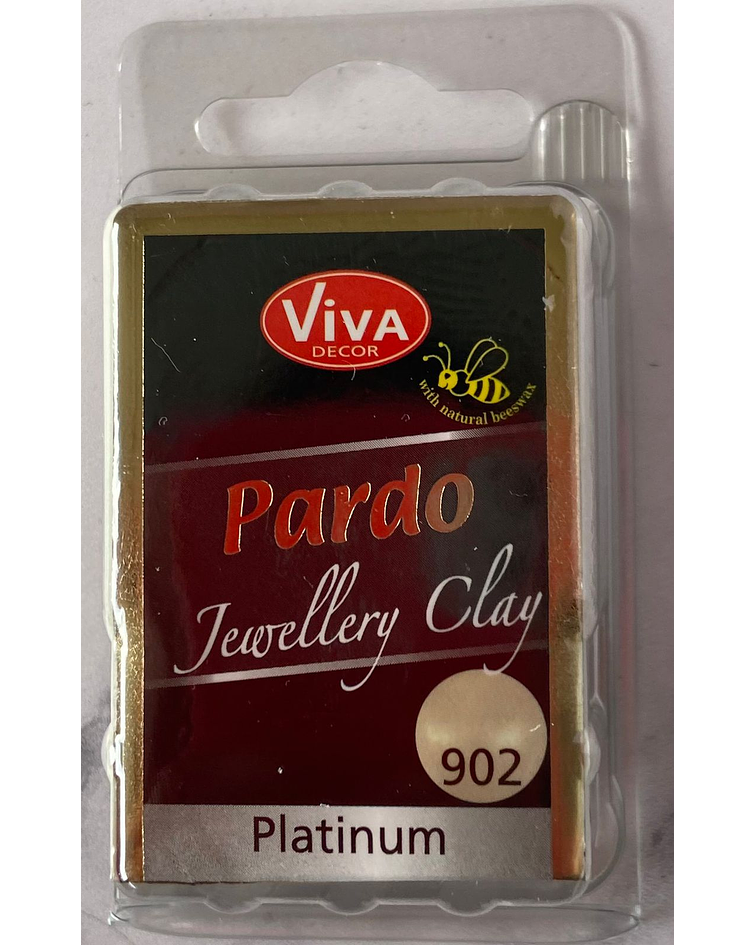 ViVA
DECOR
with natural beeswax
Pardo
Jewellery Clay
902
Platinum